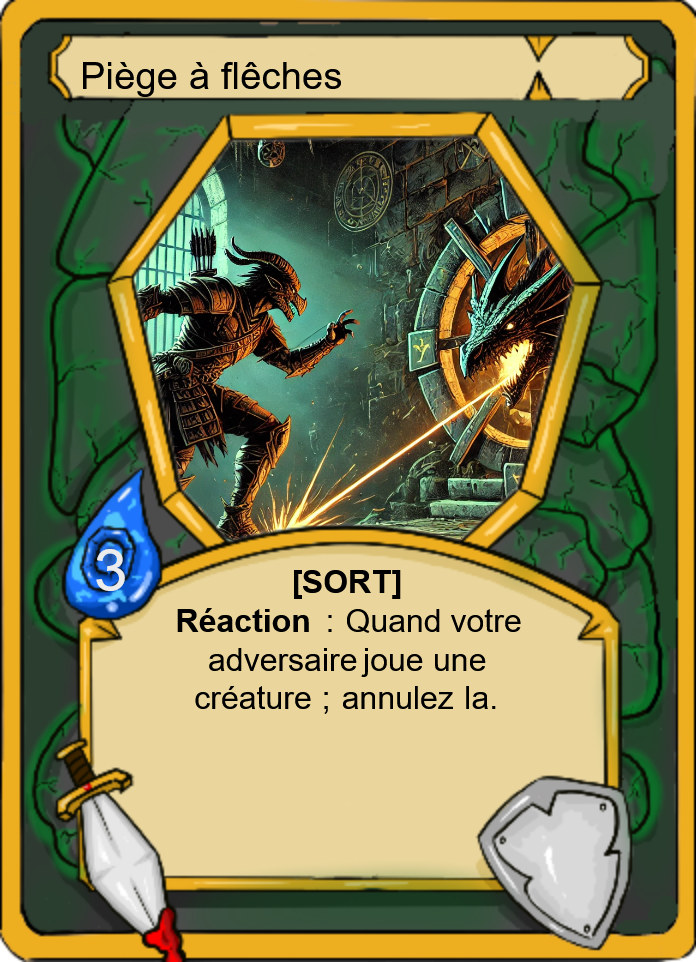 Piège à flêches
3
[SORT]
Réaction : Quand votre
adversaire joue une
créature ; annulez la.